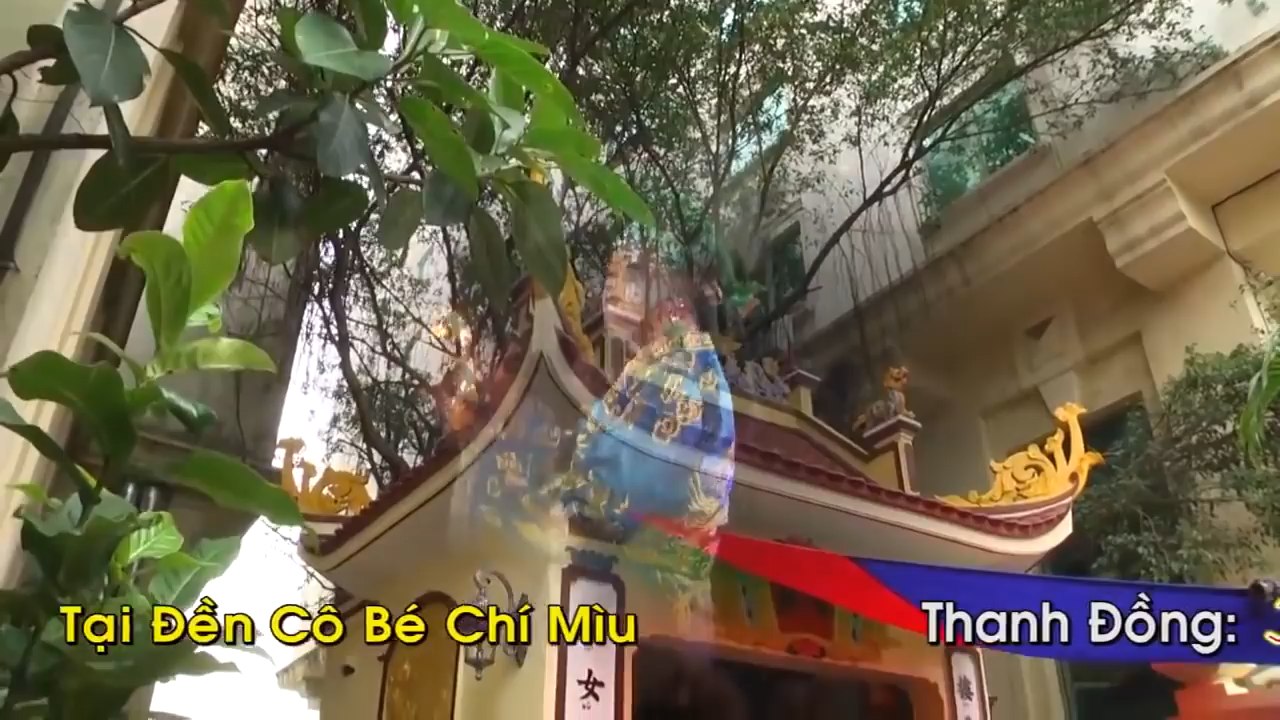 Tại Đền Cô Bé Chí Mìu
Thanh Đồng:
女